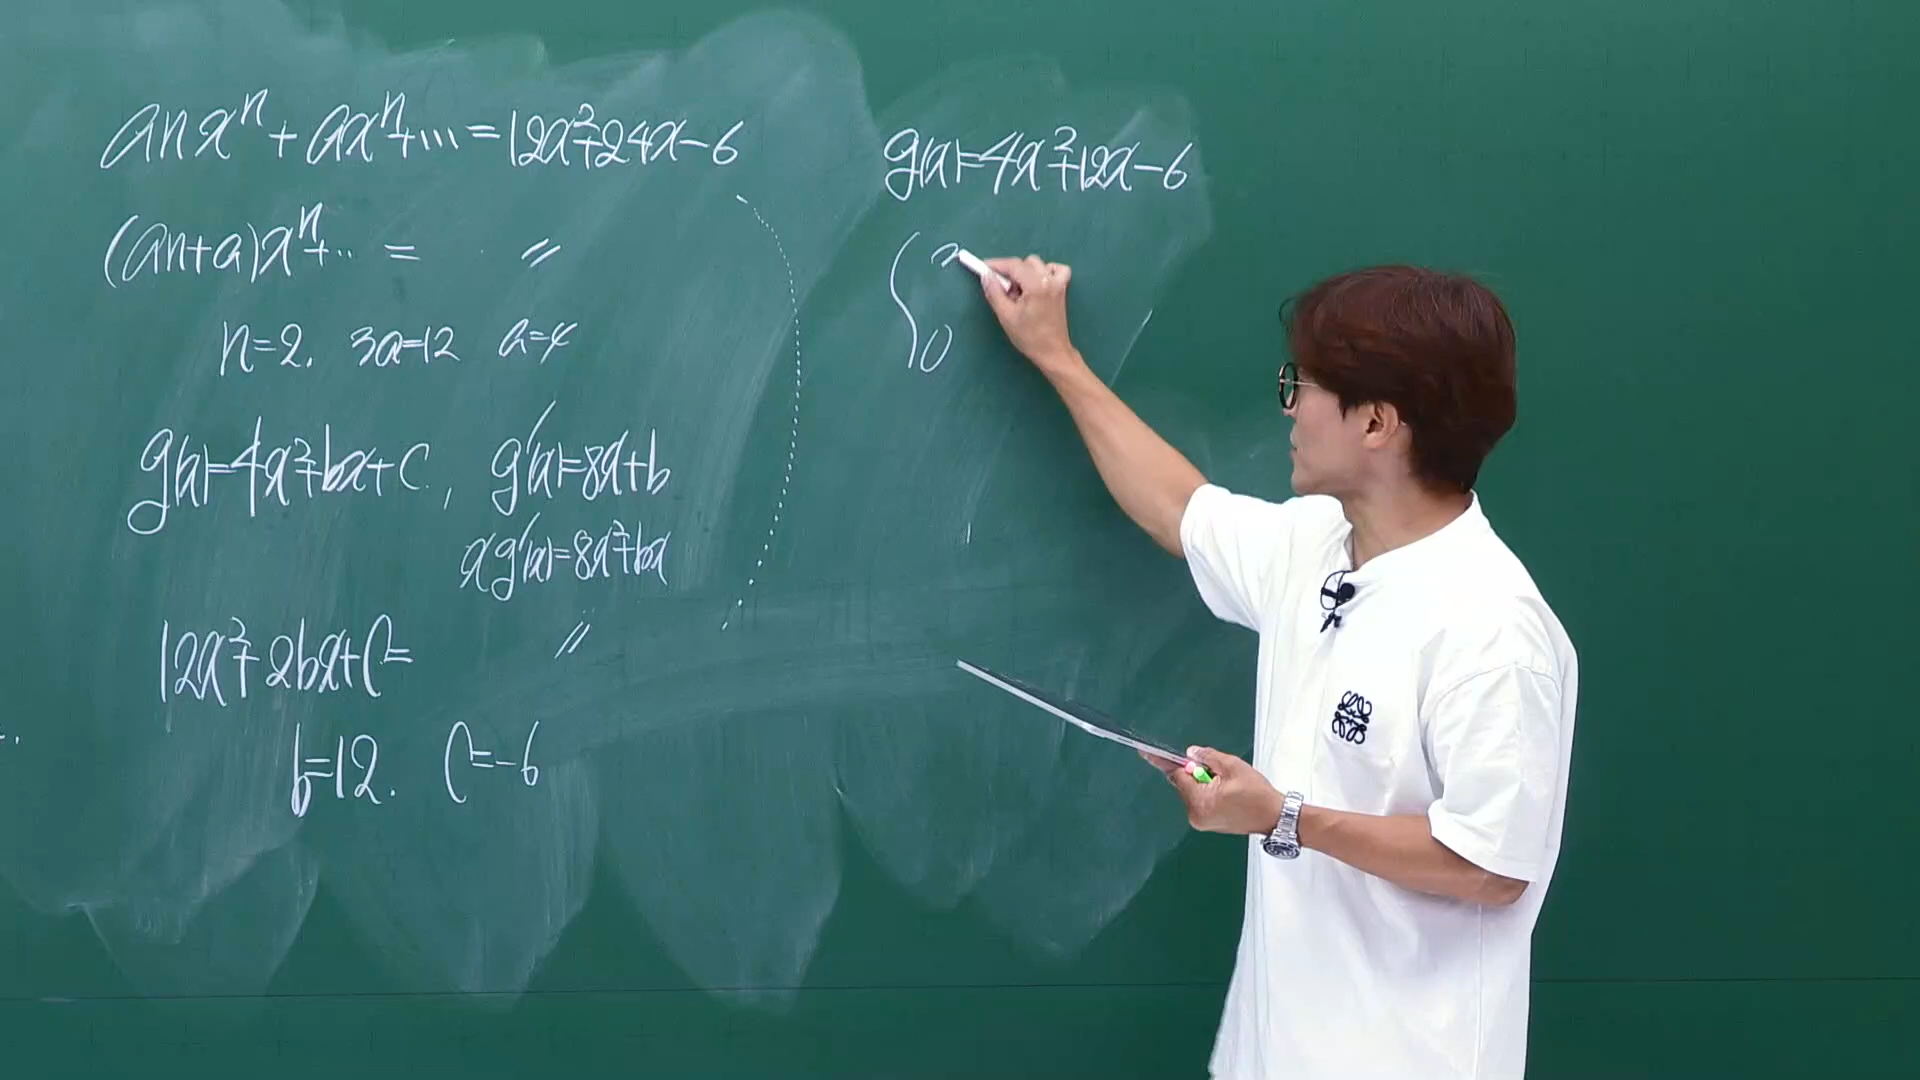 anxⁿ + axⁿ + ··· = 12x² + 24x - 6
(an+a)xⁿ + ·· = 〃
n=2. 3a=12 a=4
g(x)=4x²+bx+c, g'(x)=8x+b
xg'(x)=8x²+bx
12x²+2bx+c= 〃
b=12. c=-6
g(x)=4x²+12x-6
∫ 0